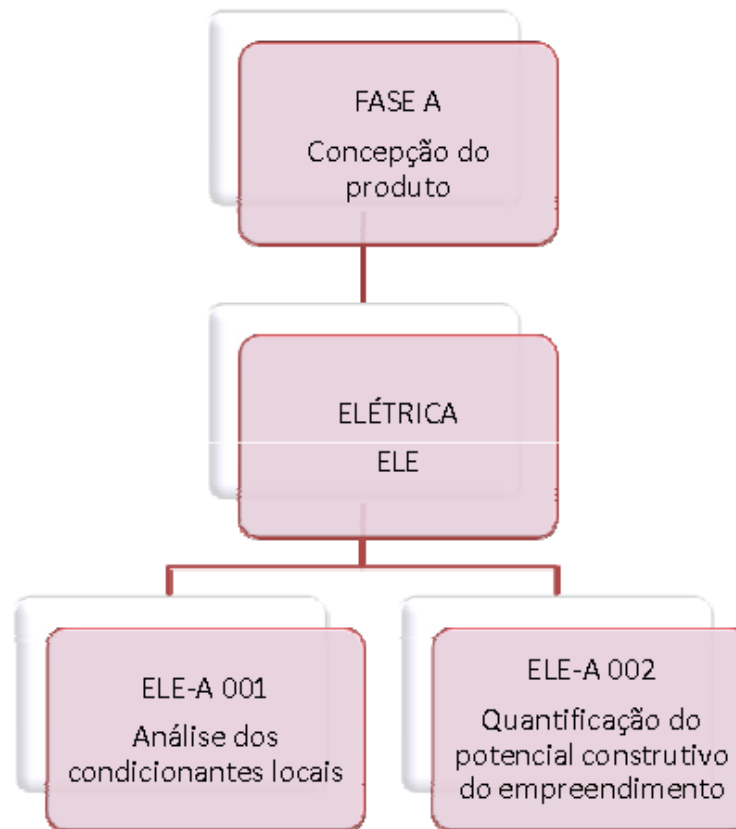 FASE A
Concepção do
produto
ELÉTRICA
ELE
ELE-A 001
Análise dos
condicionantes locais
ELE-A 002
Quantificação do
potencial construtivo
do empreendimento